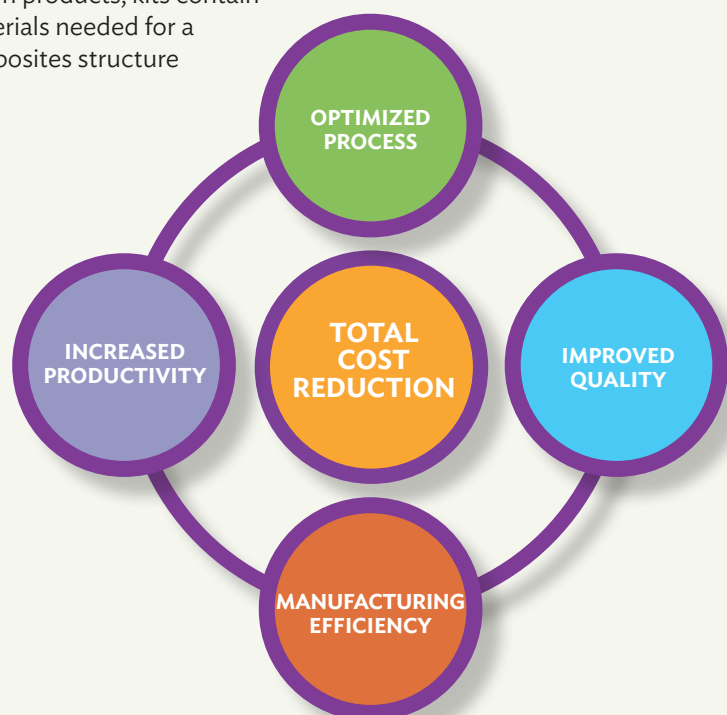 products, kits contain
needed for a
structure
OPTIMIZED
PROCESS
INCREASED
PRODUCTIVITY
TOTAL
COST
REDUCTION
IMPROVED
QUALITY
MANUFACTURING
EFFICIENCY